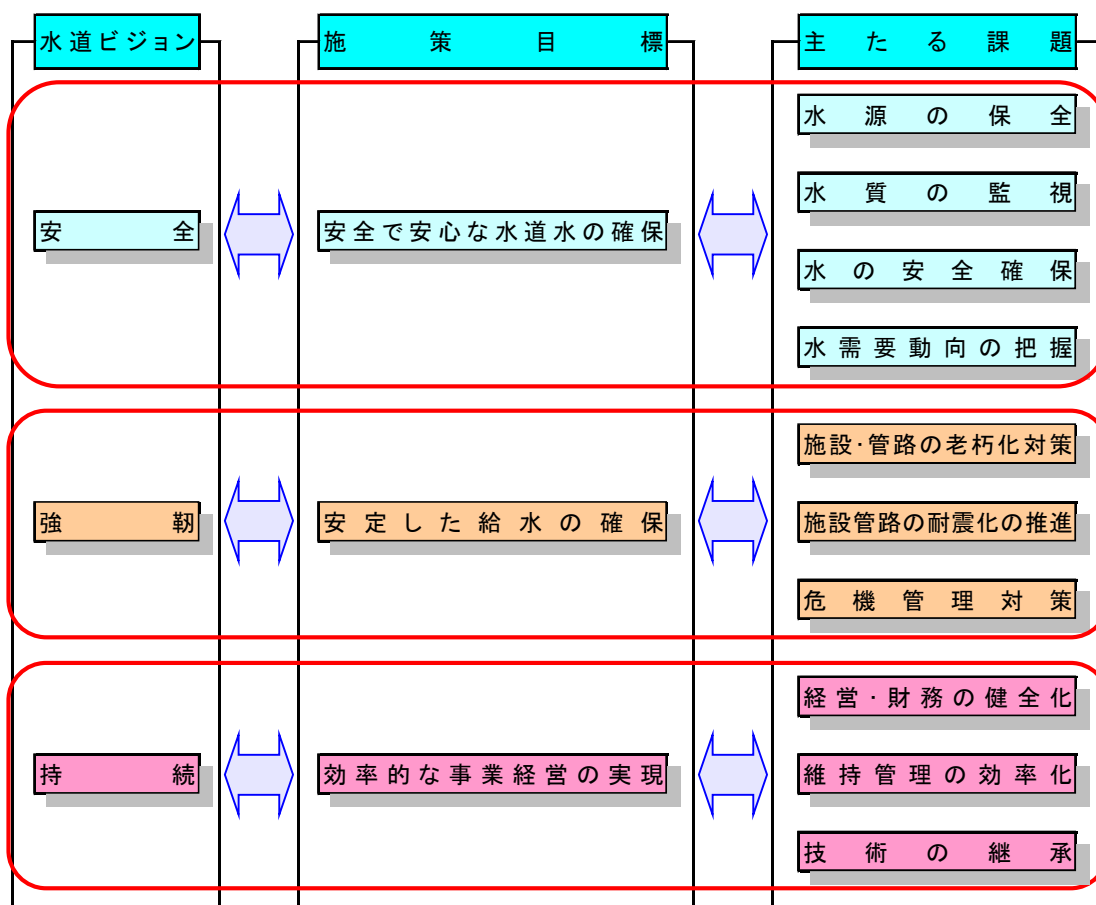 水道ビジョン
施策目標
主たる課題
安全
安全で安心な水道水の確保
水源の保全
水質の監視
水の安全確保
水需要動向の把握
強靭
安定した給水の確保
施設・管路の老朽化対策
施設管路の耐震化の推進
危機管理対策
持続
効率的な事業経営の実現
経営・財務の健全化
維持管理の効率化
技術の継承